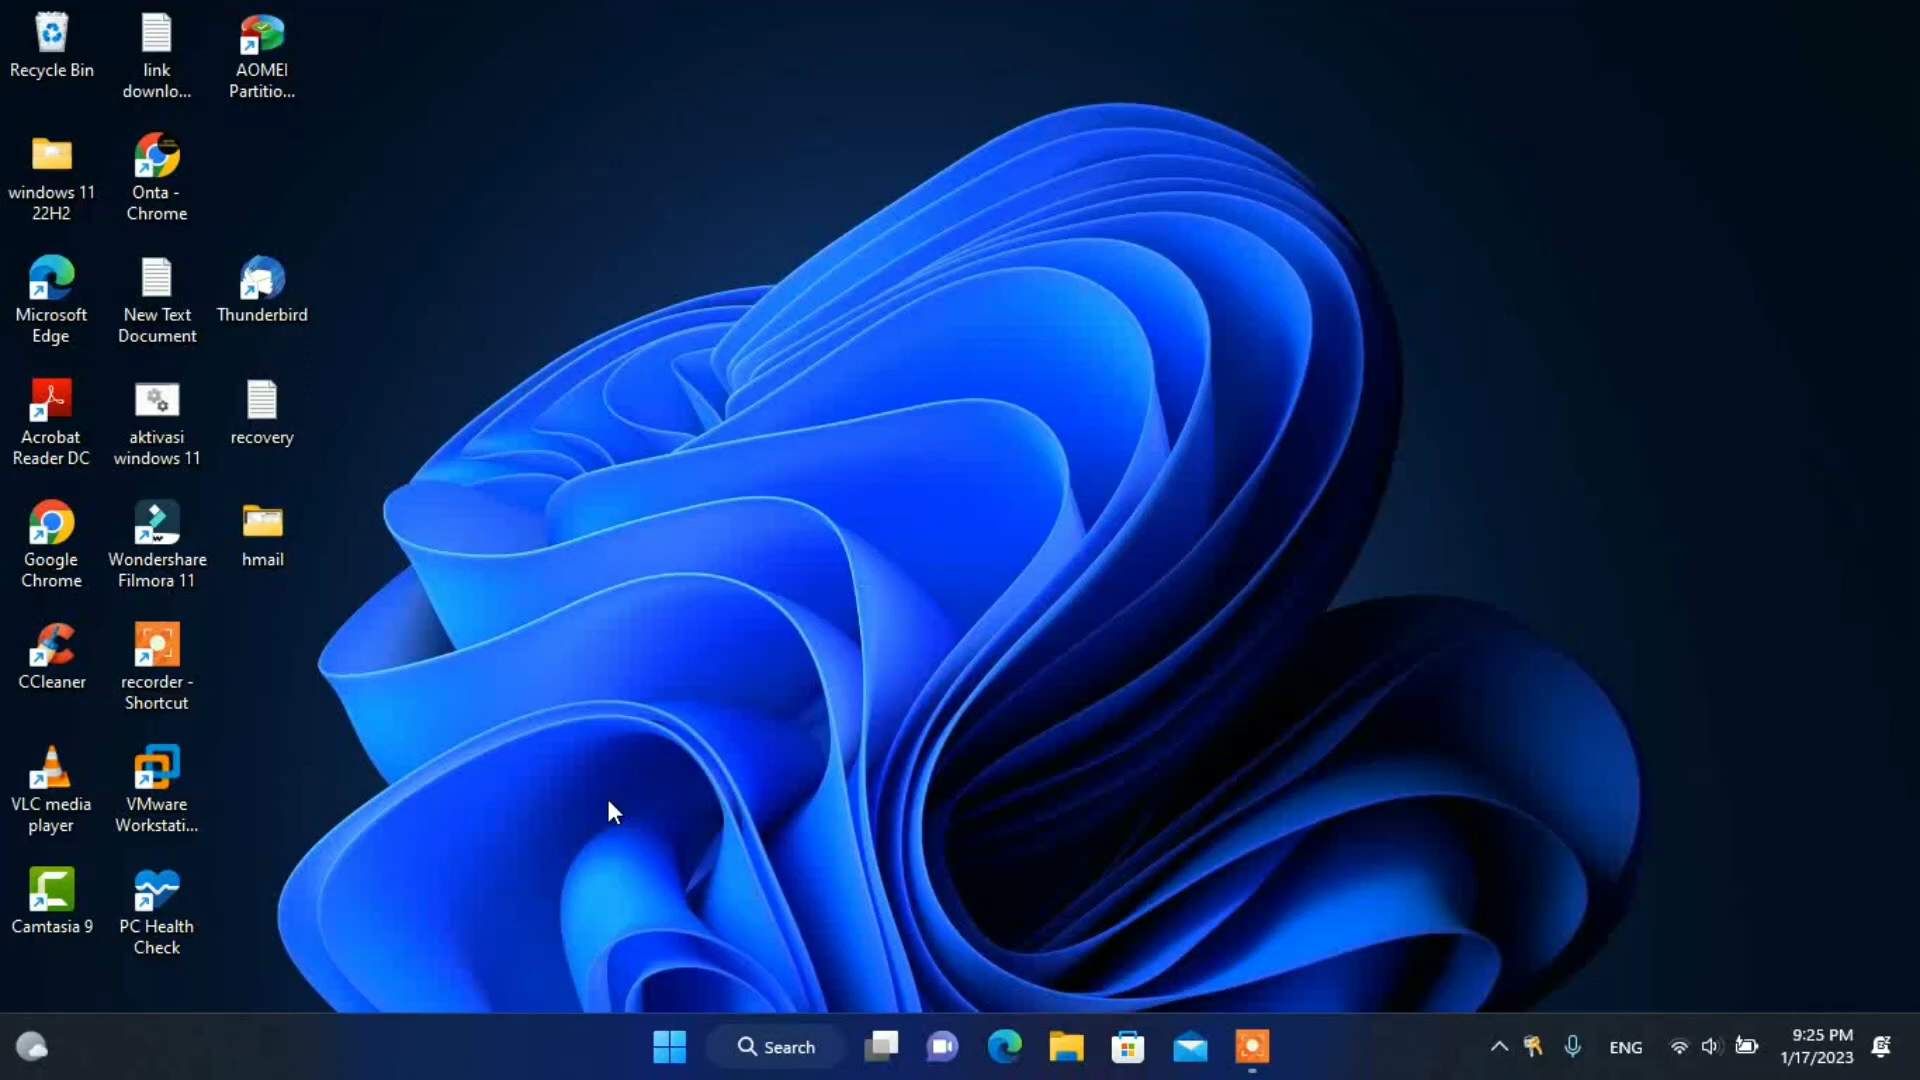 Recycle Bin
link
downlo...
AOMEI
Partitio...
windows 11
22H2
Onta -
Chrome
Microsoft
Edge
New Text
Document
Thunderbird
Acrobat
Reader DC
aktivasi
windows 11
recovery
Google
Chrome
Wondershare
Filmora 11
hmail
CCleaner
recorder -
Shortcut
VLC media
player
VMware
Workstati...
Camtasia 9
PC Health
Check
Search
ENG
9:25 PM
1/17/2023